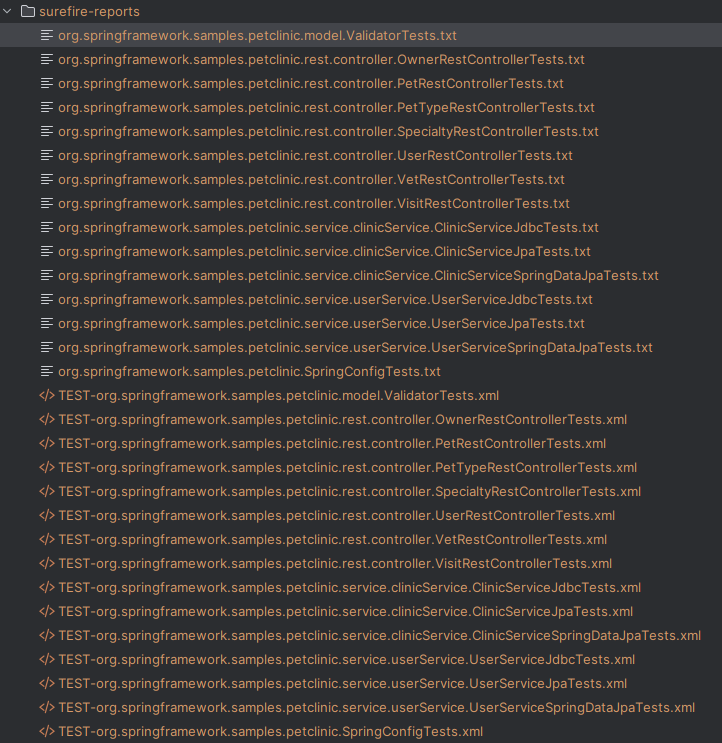 surefire-reports
org.springframework.samples.petclinic.model.ValidatorTests.txt
org.springframework.samples.petclinic.rest.controller.OwnerRestControllerTests.txt
org.springframework.samples.petclinic.rest.controller.PetRestControllerTests.txt
org.springframework.samples.petclinic.rest.controller.PetTypeRestControllerTests.txt
org.springframework.samples.petclinic.rest.controller.SpecialtyRestControllerTests.txt
org.springframework.samples.petclinic.rest.controller.UserRestControllerTests.txt
org.springframework.samples.petclinic.rest.controller.VetRestControllerTests.txt
org.springframework.samples.petclinic.rest.controller.VisitRestControllerTests.txt
org.springframework.samples.petclinic.service.clinicService.ClinicServiceJdbcTests.txt
org.springframework.samples.petclinic.service.clinicService.ClinicServiceJpaTests.txt
org.springframework.samples.petclinic.service.clinicService.ClinicServiceSpringDataJpaTests.txt
org.springframework.samples.petclinic.service.userService.UserServiceJdbcTests.txt
org.springframework.samples.petclinic.service.userService.UserServiceJpaTests.txt
org.springframework.samples.petclinic.service.userService.UserServiceSpringDataJpaTests.txt
org.springframework.samples.petclinic.SpringConfigTests.txt
</> TEST-org.springframework.samples.petclinic.model.ValidatorTests.xml
</> TEST-org.springframework.samples.petclinic.rest.controller.OwnerRestControllerTests.xml
</> TEST-org.springframework.samples.petclinic.rest.controller.PetRestControllerTests.xml
</> TEST-org.springframework.samples.petclinic.rest.controller.PetTypeRestControllerTests.xml
</> TEST-org.springframework.samples.petclinic.rest.controller.SpecialtyRestControllerTests.xml
</> TEST-org.springframework.samples.petclinic.rest.controller.UserRestControllerTests.xml
</> TEST-org.springframework.samples.petclinic.rest.controller.VetRestControllerTests.xml
</> TEST-org.springframework.samples.petclinic.rest.controller.VisitRestControllerTests.xml
</> TEST-org.springframework.samples.petclinic.service.clinicService.ClinicServiceJdbcTests.xml
</> TEST-org.springframework.samples.petclinic.service.clinicService.ClinicServiceJpaTests.xml
</> TEST-org.springframework.samples.petclinic.service.clinicService.ClinicServiceSpringDataJpaTests.xml
</> TEST-org.springframework.samples.petclinic.service.userService.UserServiceJdbcTests.xml
</> TEST-org.springframework.samples.petclinic.service.userService.UserServiceJpaTests.xml
</> TEST-org.springframework.samples.petclinic.service.userService.UserServiceSpringDataJpaTests.xml
</> TEST-org.springframework.samples.petclinic.SpringConfigTests.xml